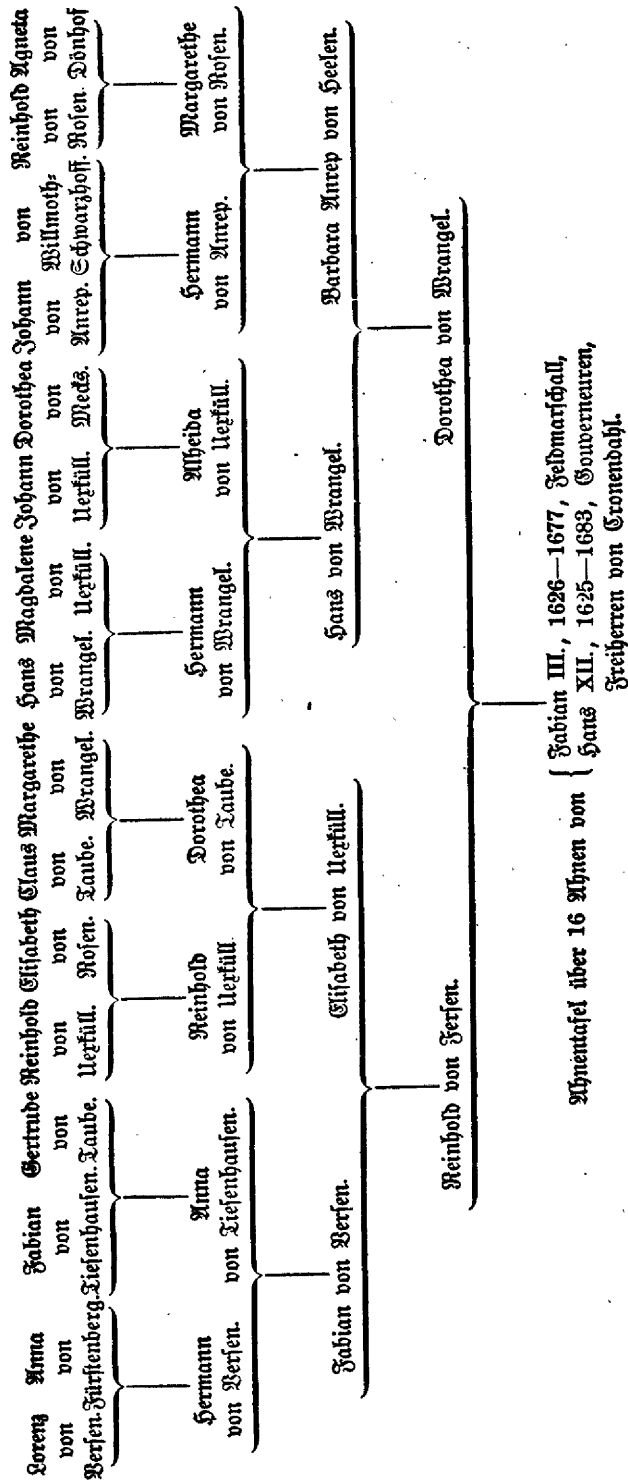 Lorenz Anna Fabian Gertrude Reinhold Elisabeth Claus Margarethe Hans Magdalene Johann Dorothea Johann von Reinhold Agneta
von von von von von von von von von von von von von Willmoth= von von
Versen. Fürstenberg. Tiesenhausen. Taube. Uexküll. Rosen. Taube. Wrangel. Wrangel. Uexküll. Uexküll. Mecks. Anrep. Schwarzhoff. Rosen. Dönhof
Hermann Anna Reinhold Dorothea Hermann Alheida Hermann Margarethe
von Versen. von Tiesenhausen. von Uexküll von Taube. von Wrangel. von Uexküll. von Anrep. von Rosen.
Fabian von Versen. Elisabeth von Uexküll. Hans von Wrangel. Barbara Anrep von Heelen.
Reinhold von Fersen. Dorothea von Wrangel.
Ahnentafel über 16 Ahnen von { Fabian III., 1626—1677, Feldmarschall,
Hans XII., 1625—1683, Gouverneuren,
Freiherren von Cronendahl.